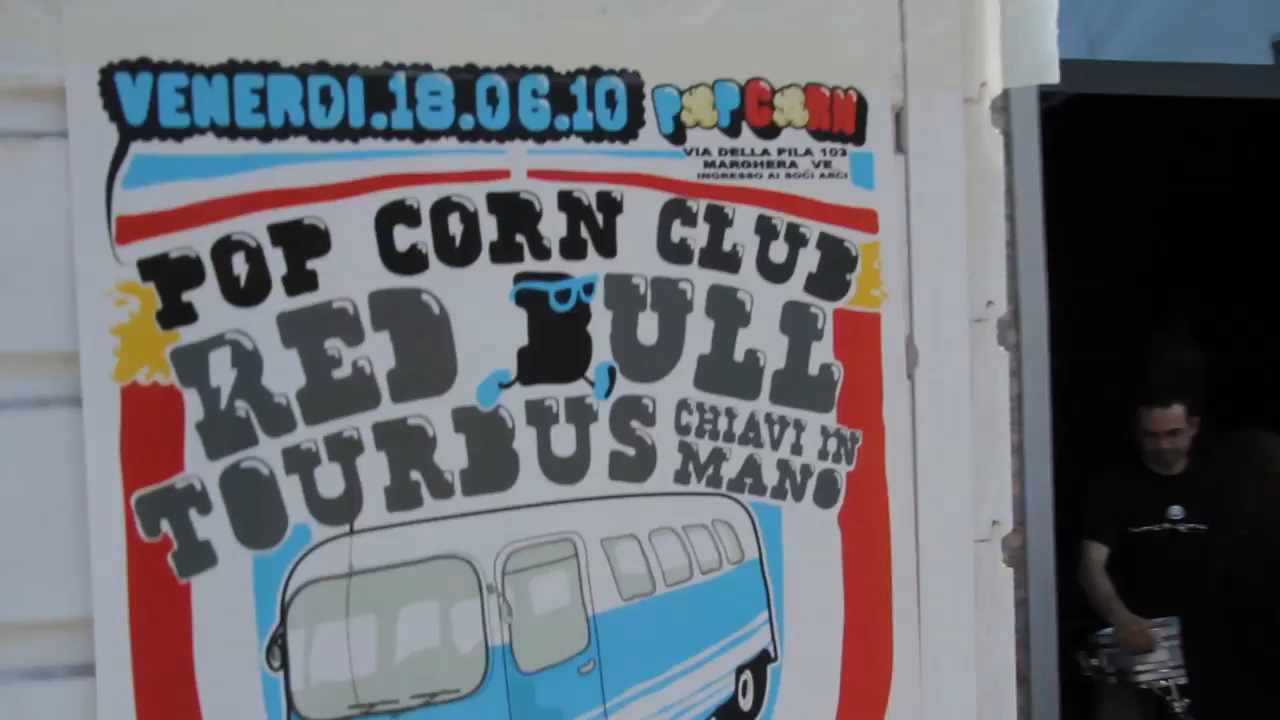 VENERDI.18.06.10
POPCORN
VIA DELLA PILA 103
MARGHERA VE
INGRESSO AI SOCI ARCI
POP CORN CLUB
RED BULL
TOURBUS CHIAVI IN
MANO